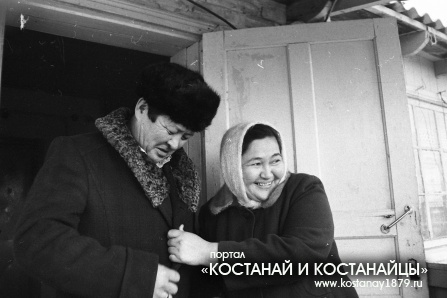 портал
«КОСТАНАЙ И КОСТАНАЙЦЫ»
www.kostanay1879.ru